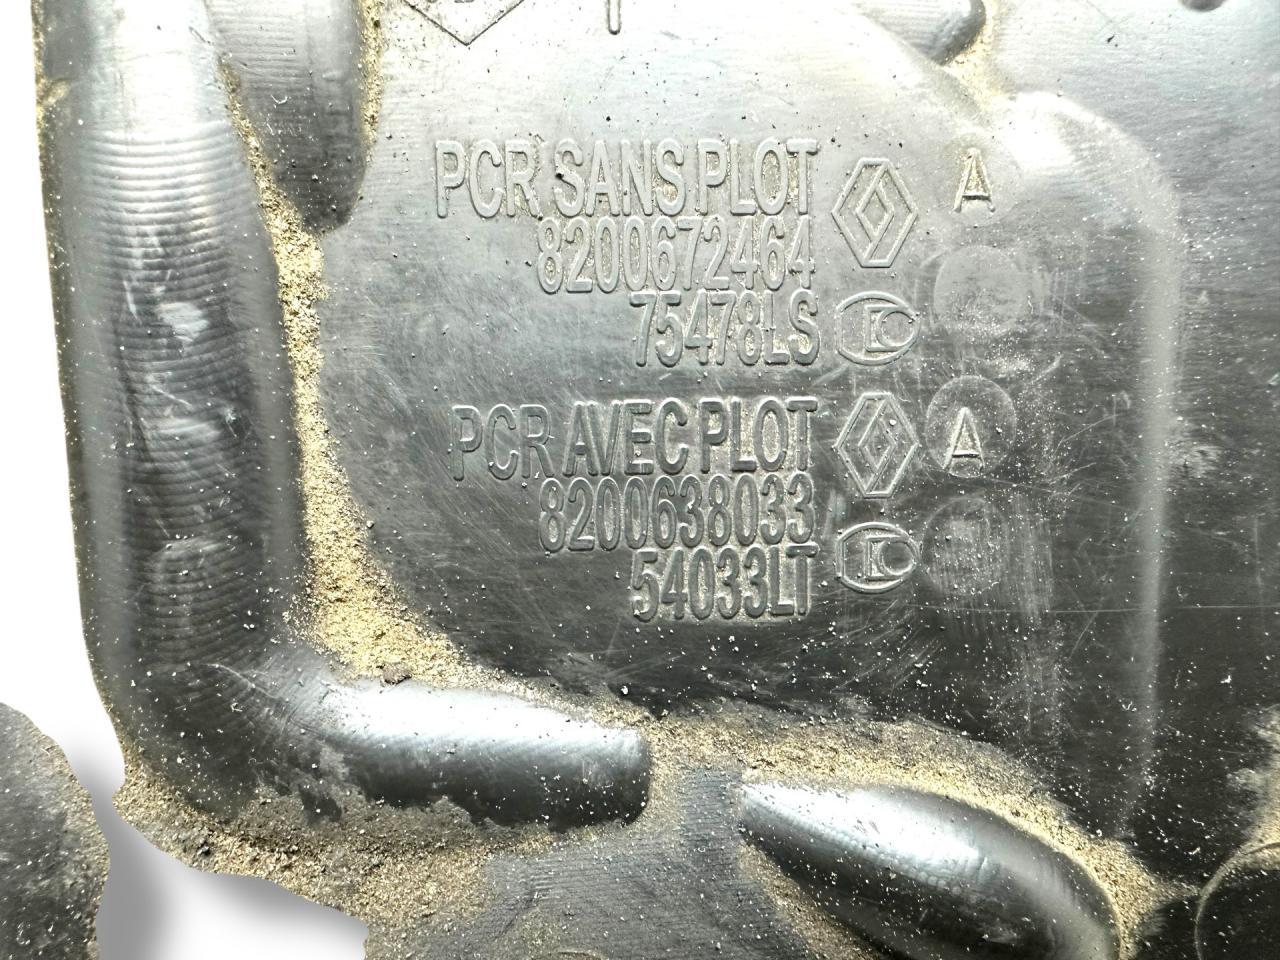 PCR SANS PLOT A
8200672464
75478LS
PCR AVEC PLOT A
8200638033
54033LT